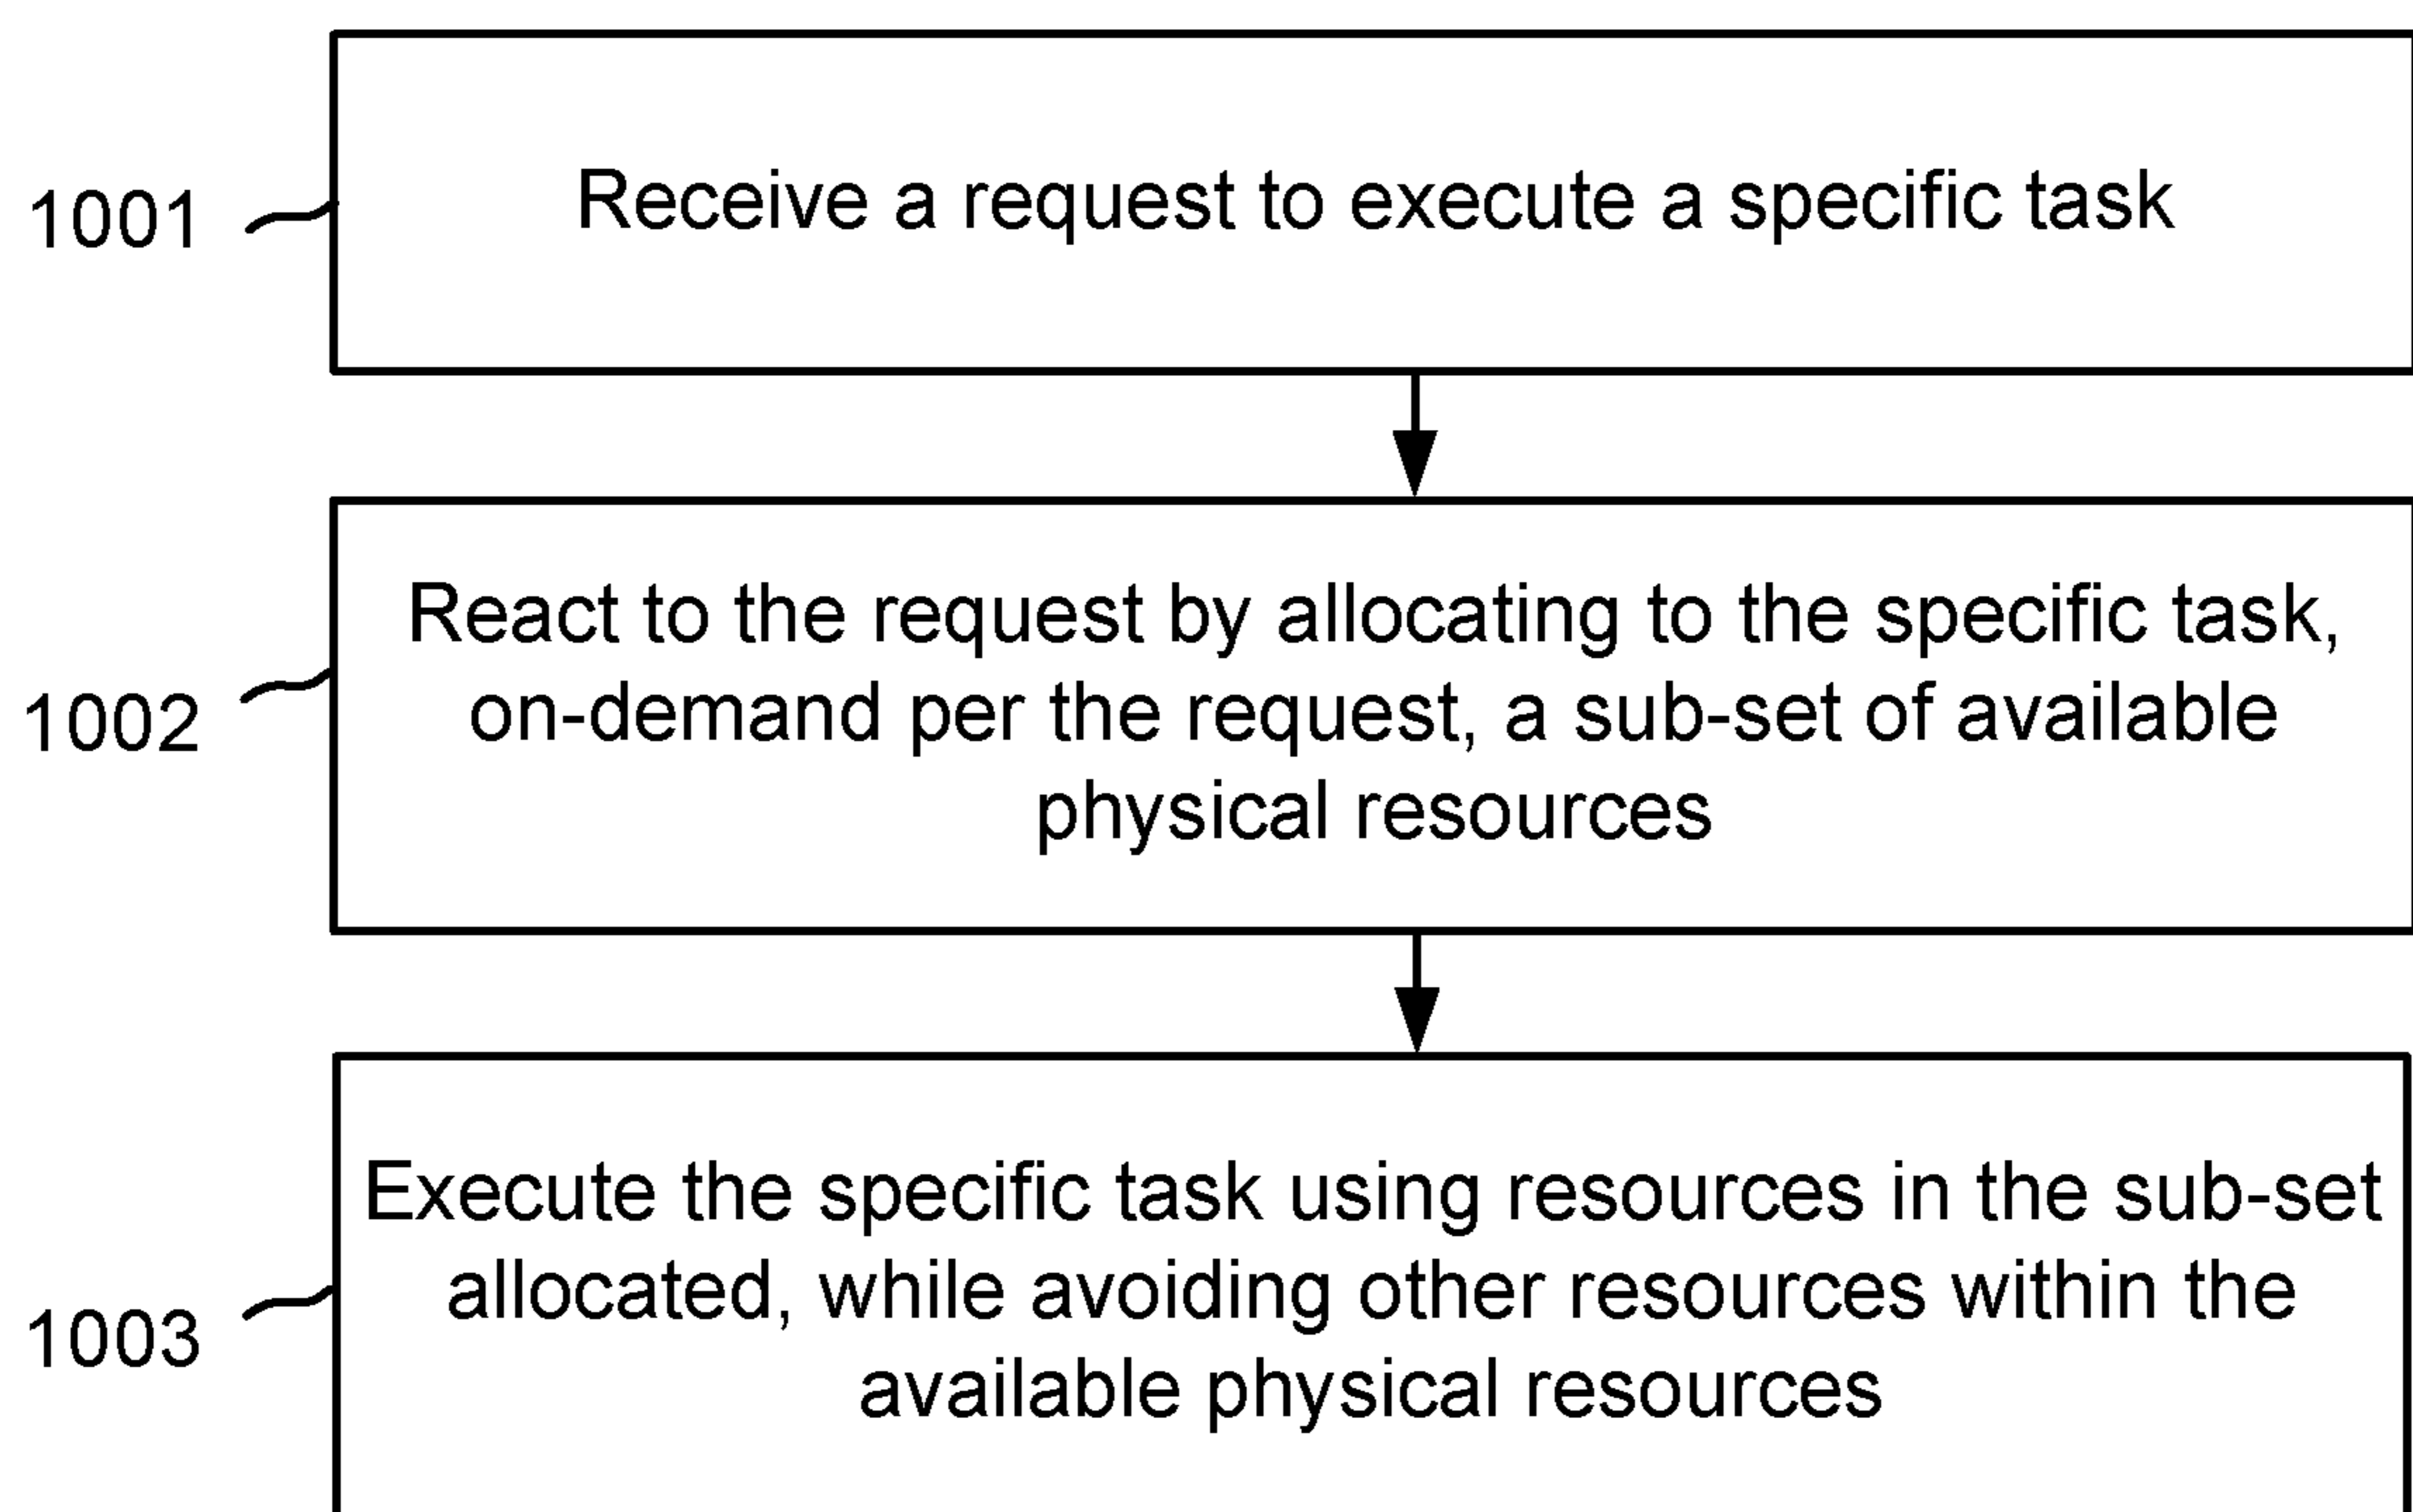 1001
Receive a request to execute a specific task
React to the request by allocating to the specific task,
1002
on-demand per the request, a sub-set of available
physical resources
Execute the specific task using resources in the sub-set
allocated, while avoiding other resources within the
1003
available physical resources